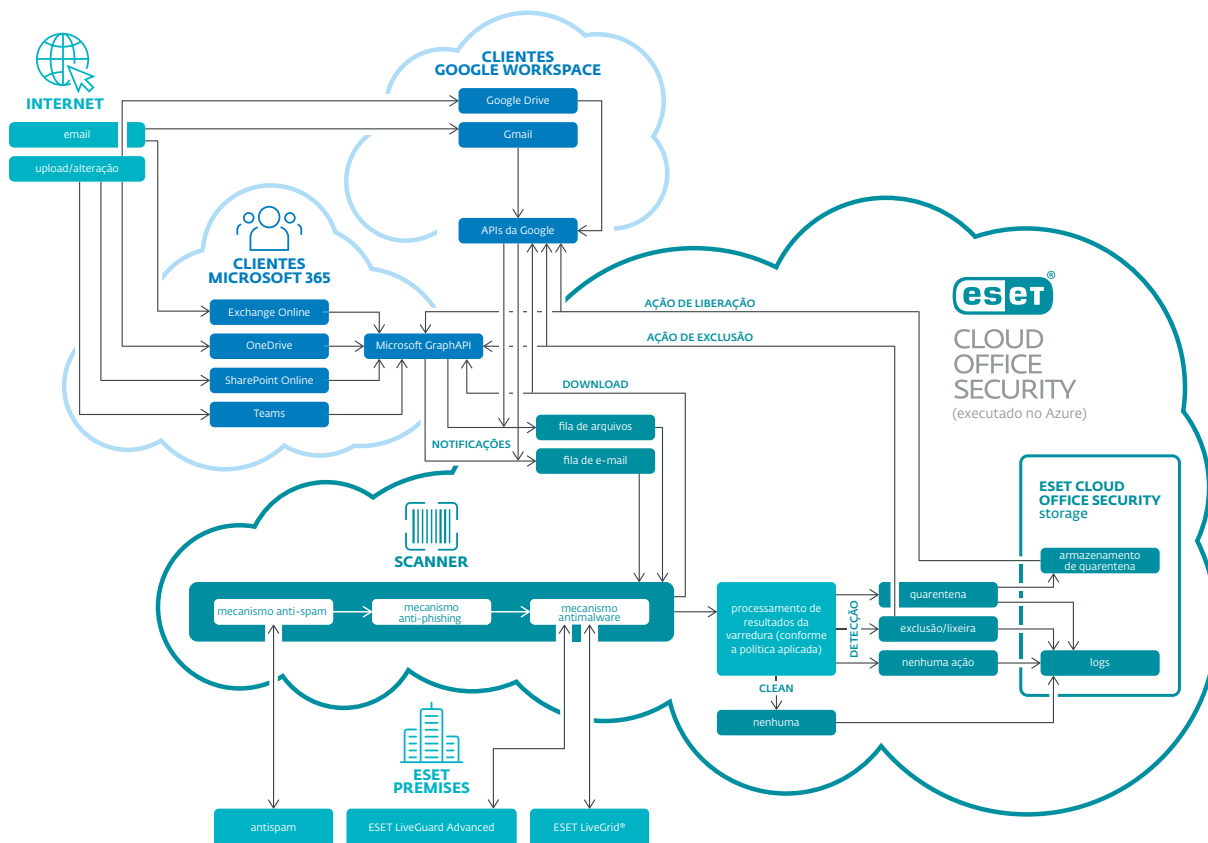 INTERNET
email
upload/alteração
CLIENTES
GOOGLE WORKSPACE
Google Drive
Gmail
APIs da Google
CLIENTES
MICROSOFT 365
Exchange Online
OneDrive
SharePoint Online
Teams
Microsoft GraphAPI
AÇÃO DE LIBERAÇÃO
AÇÃO DE EXCLUSÃO
DOWNLOAD
NOTIFICAÇÕES
fila de arquivos
fila de e-mail
eseT®
CLOUD
OFFICE
SECURITY
(executado no Azure)
ESET CLOUD
OFFICE SECURITY
storage
armazenamento
de quarentena
logs
SCANNER
mecanismo anti-spam
mecanismo
anti-phishing
mecanismo
antimalware
processamento de
resultados da
varredura (conforme
a política aplicada)
DETECÇÃO
quarentena
exclusão/lixeira
nenhuma ação
CLEAN
nenhuma
ESET
PREMISES
antispam
ESET LiveGuard Advanced
ESET LiveGrid®